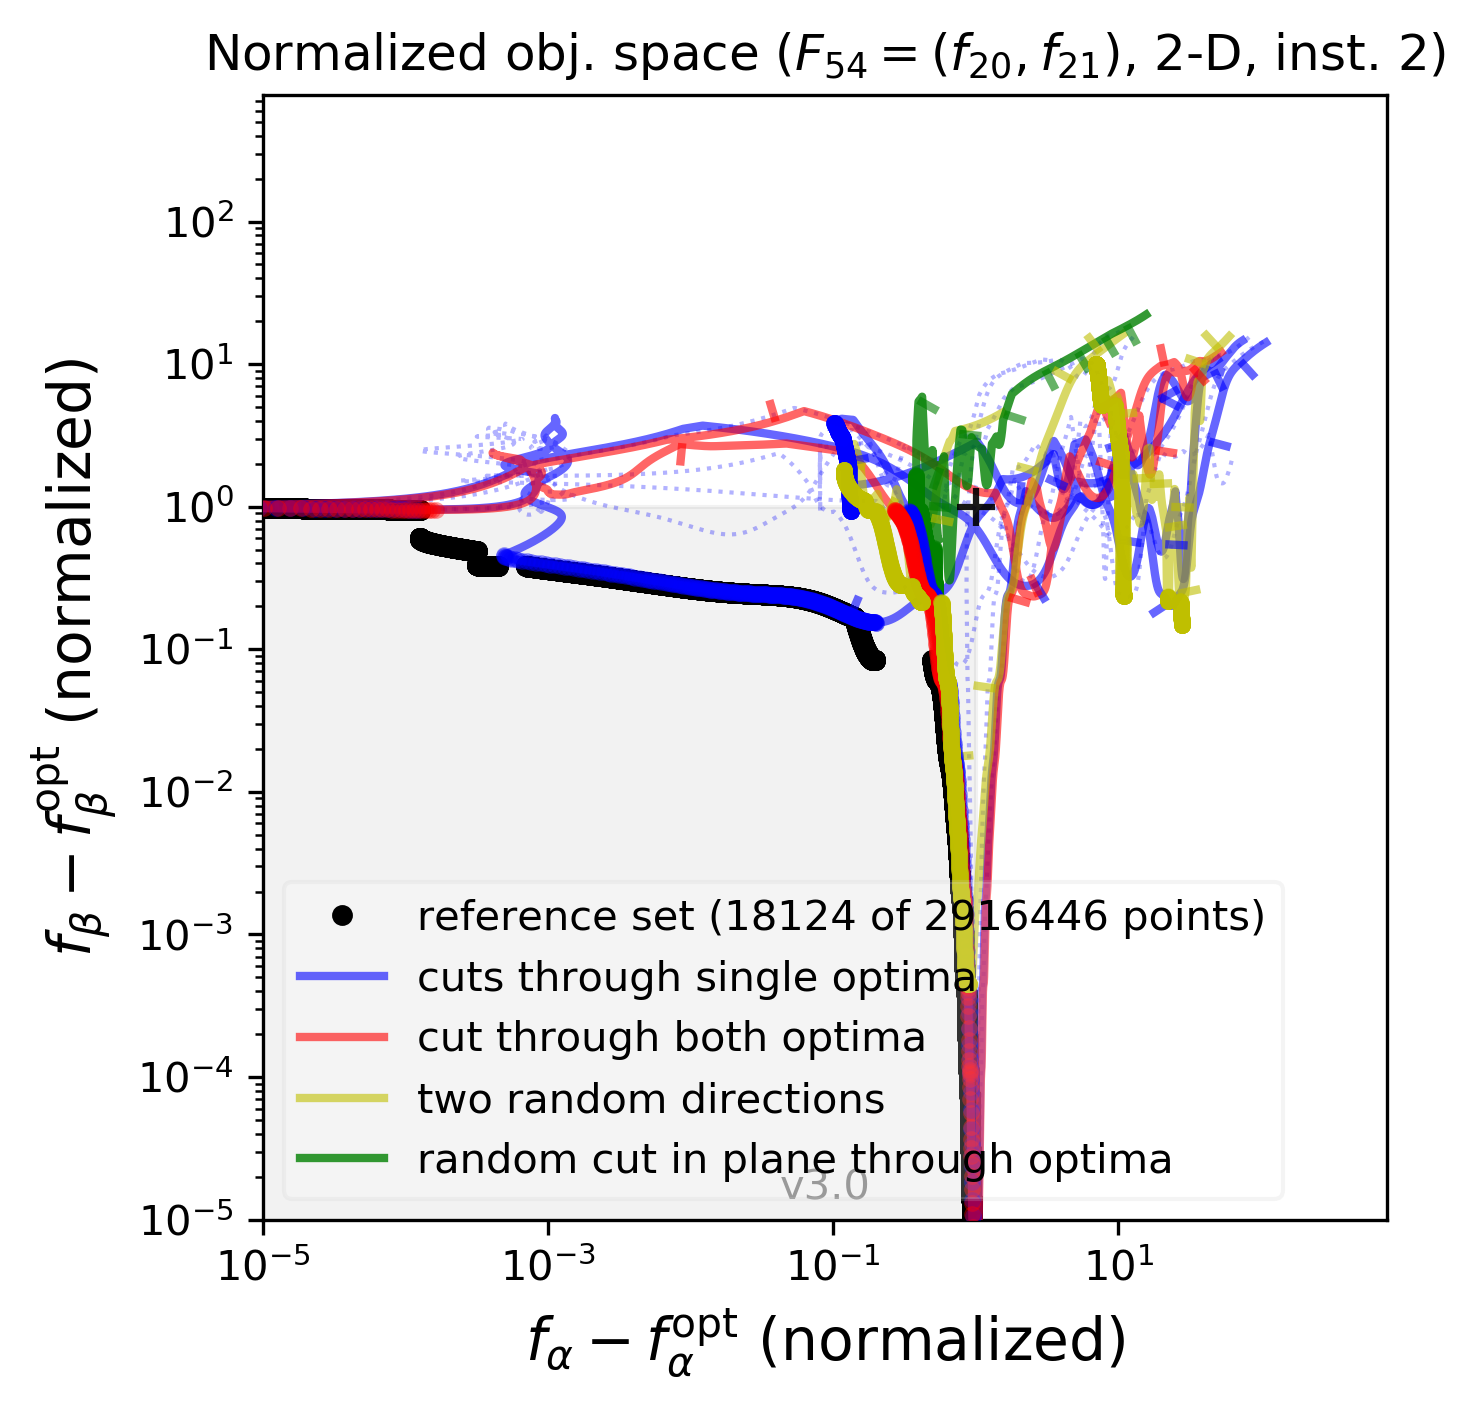 Normalized obj. space (F₅₄ = (f₂₀, f₂₁), 2-D, inst. 2)
10²
10¹
10⁰
10⁻¹
10⁻²
10⁻³
10⁻⁴
10⁻⁵
f_β − f_β^opt (normalized)
reference set (18124 of 2916446 points)
cuts through single optima
cut through both optima
two random directions
random cut in plane through optima
v3.0
10⁻⁵ 10⁻³ 10⁻¹ 10¹
f_α − f_α^opt (normalized)